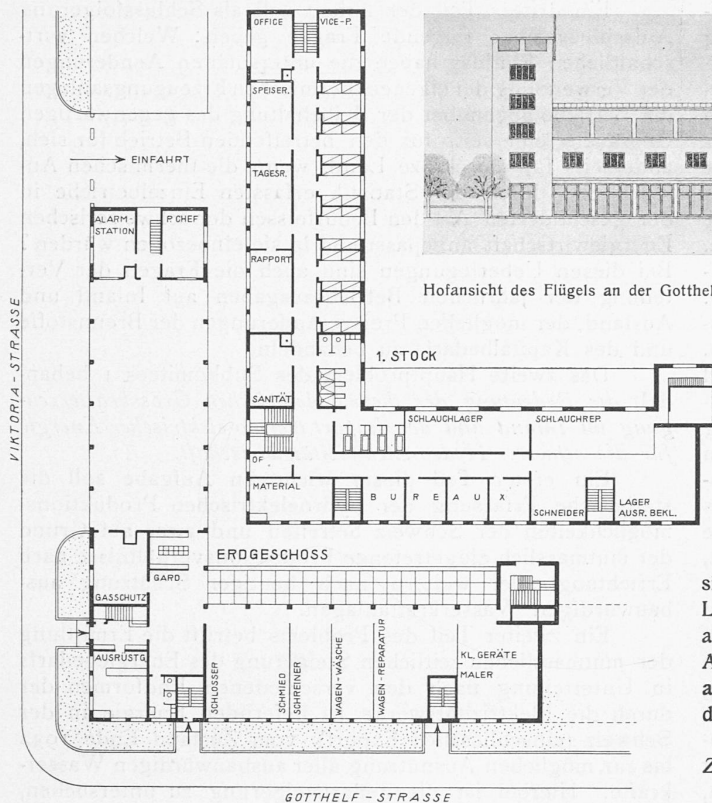 OFFICE
VICE-P.
SPEISER.
EINFAHRT
TAGESR.
ALARM-
STATION
P. CHEF
RAPPORT
Hofansicht des Flügels an der Gotthel
1. STOCK
VIKTORIA-STRASSE
SANITÄT
SCHLAUCHLAGER
SCHLAUCHREP.
OF
MATERIAL
BUREAUX
SCHNEIDER
LAGER
AUSR, BEKL.
ERDGESCHOSS
GARD.
GASSCHUTZ
AUSRÜSTG.
SCHLOSSER
SCHMIED
SCHREINER
WAGEN-WÄSCHE
WAGEN-REPARATUR
KL. GERÄTE
MALER
GOTTHELF-STRASSE
s
L
a
A
a
d
Z